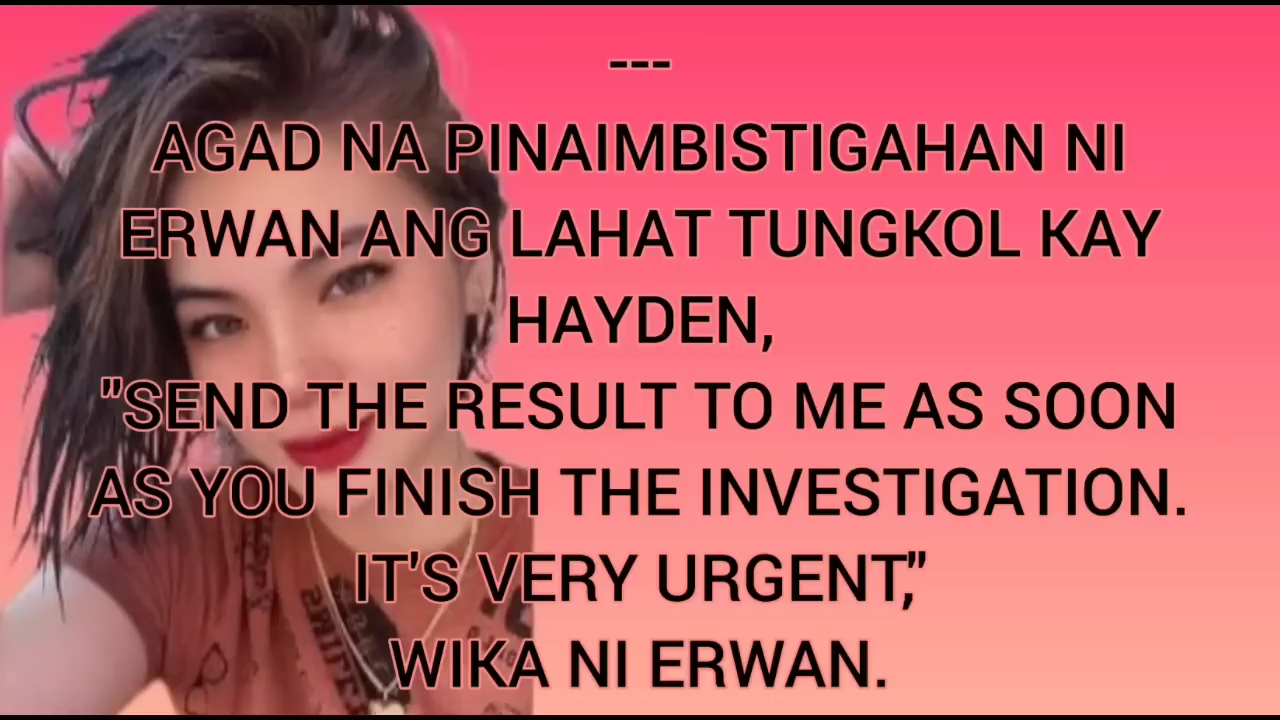 ---
AGAD NA PINAIMBISTIGAHAN NI
ERWAN ANG LAHAT TUNGKOL KAY
HAYDEN,
"SEND THE RESULT TO ME AS SOON
AS YOU FINISH THE INVESTIGATION.
IT'S VERY URGENT,"
WIKA NI ERWAN.